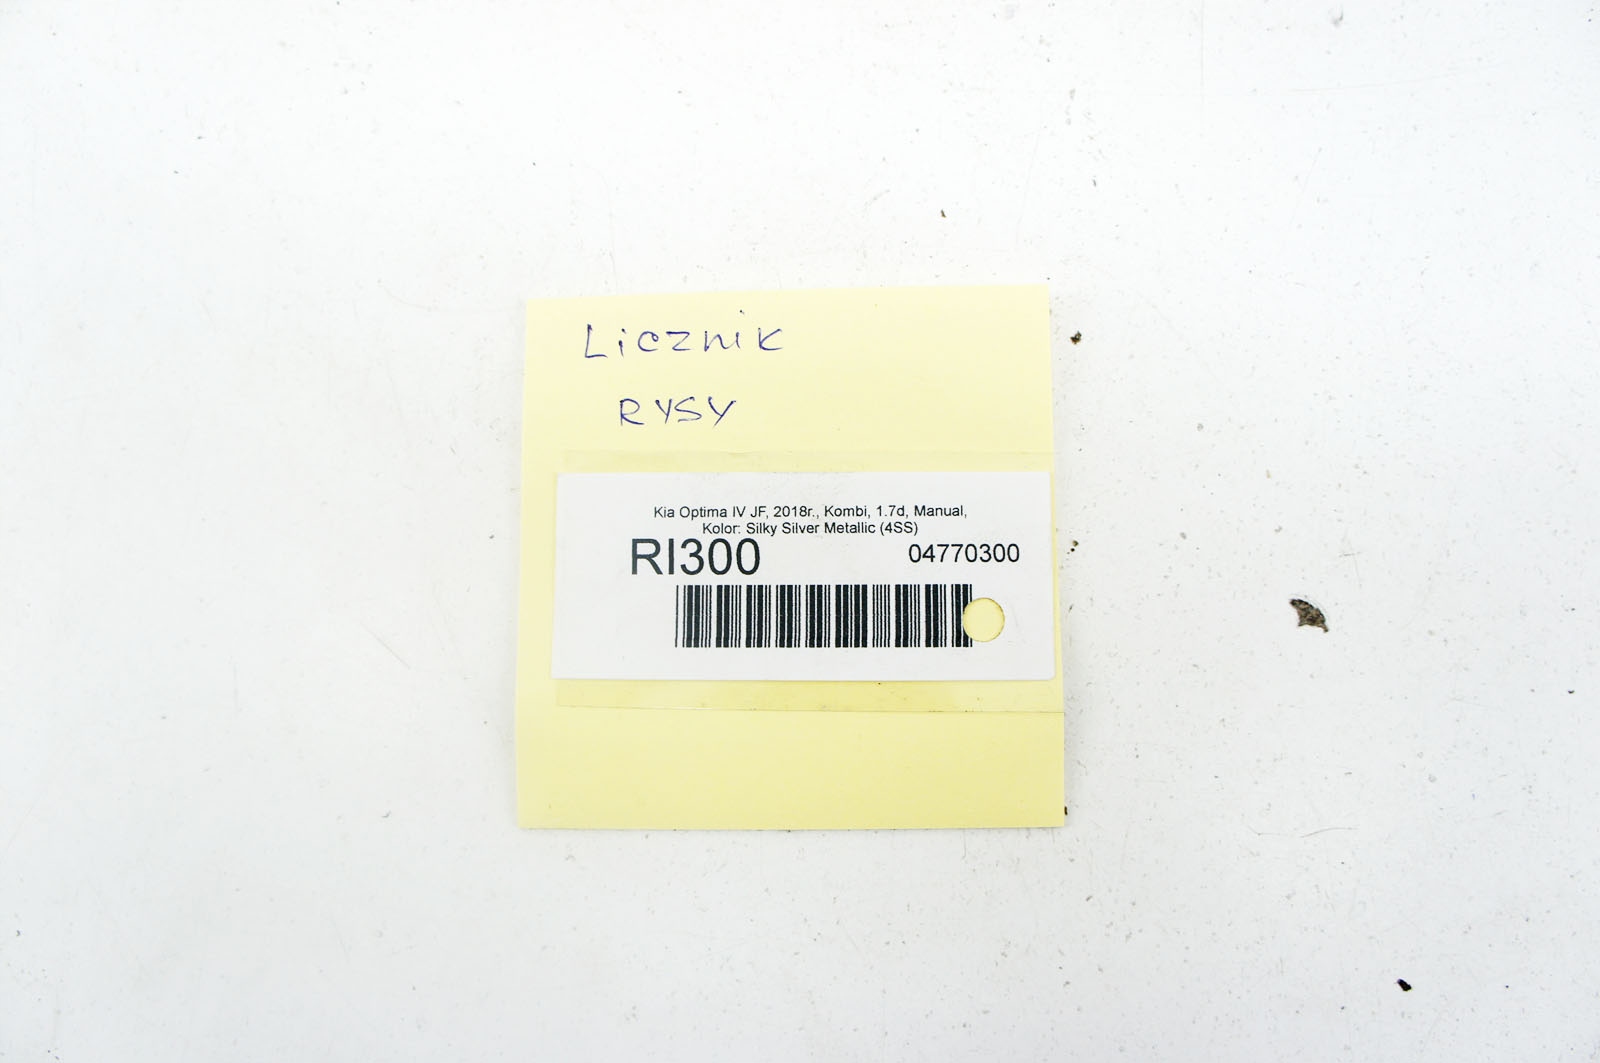 Licznik
RYSY
Kia Optima IV JF, 2018r., Kombi, 1.7d, Manual,
Kolor: Silky Silver Metallic (4SS)
RI300 04770300